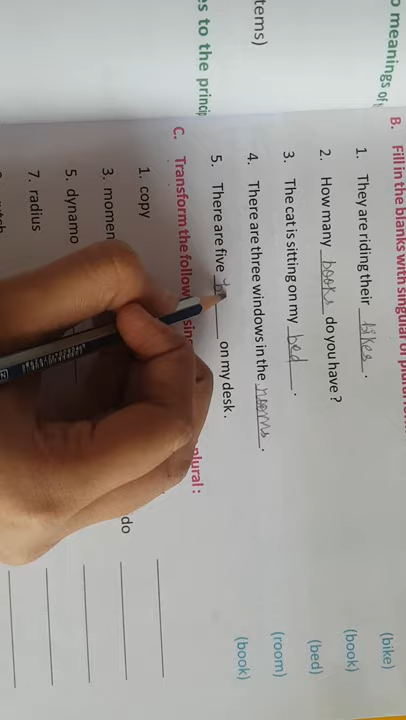 o meanings of
tems)
es to the princip
B. Fill in the blanks with singular or plural
1. They are riding their bikes. (bike)
2. How many books do you have ? (book)
3. The cat is sitting on my bed. (bed)
4. There are three windows in the rooms. (room)
5. There are five b on my desk. (book)
C. Transform the follow sin plural :
1. copy
3. momen do
5. dynamo
7. radius